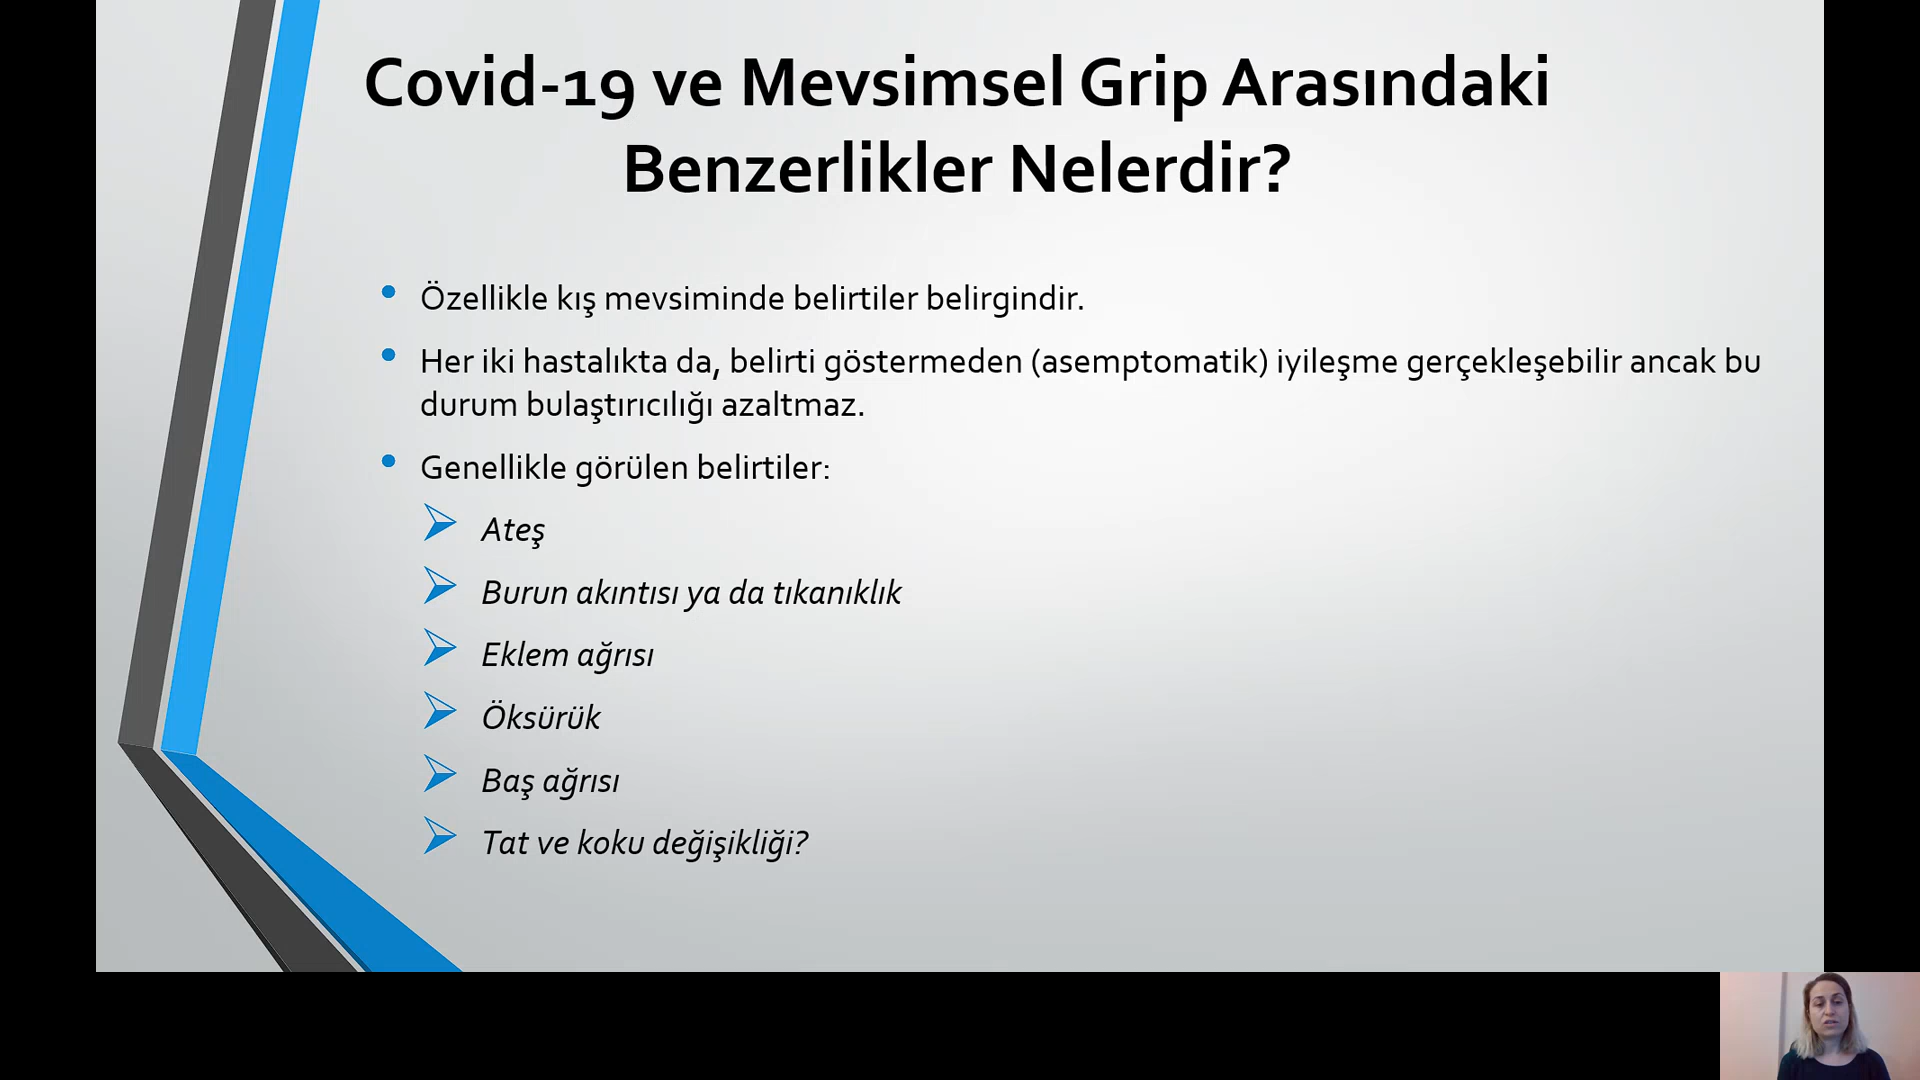 Covid-19 ve Mevsimsel Grip Arasındaki
Benzerlikler Nelerdir?
• Özellikle kış mevsiminde belirtiler belirgindir.
• Her iki hastalıkta da, belirti göstermeden (asemptomatik) iyileşme gerçekleşebilir ancak bu
durum bulaştırıcılığı azaltmaz.
• Genellikle görülen belirtiler:
➢ Ateş
➢ Burun akıntısı ya da tıkanıklık
➢ Eklem ağrısı
➢ Öksürük
➢ Baş ağrısı
➢ Tat ve koku değişikliği?